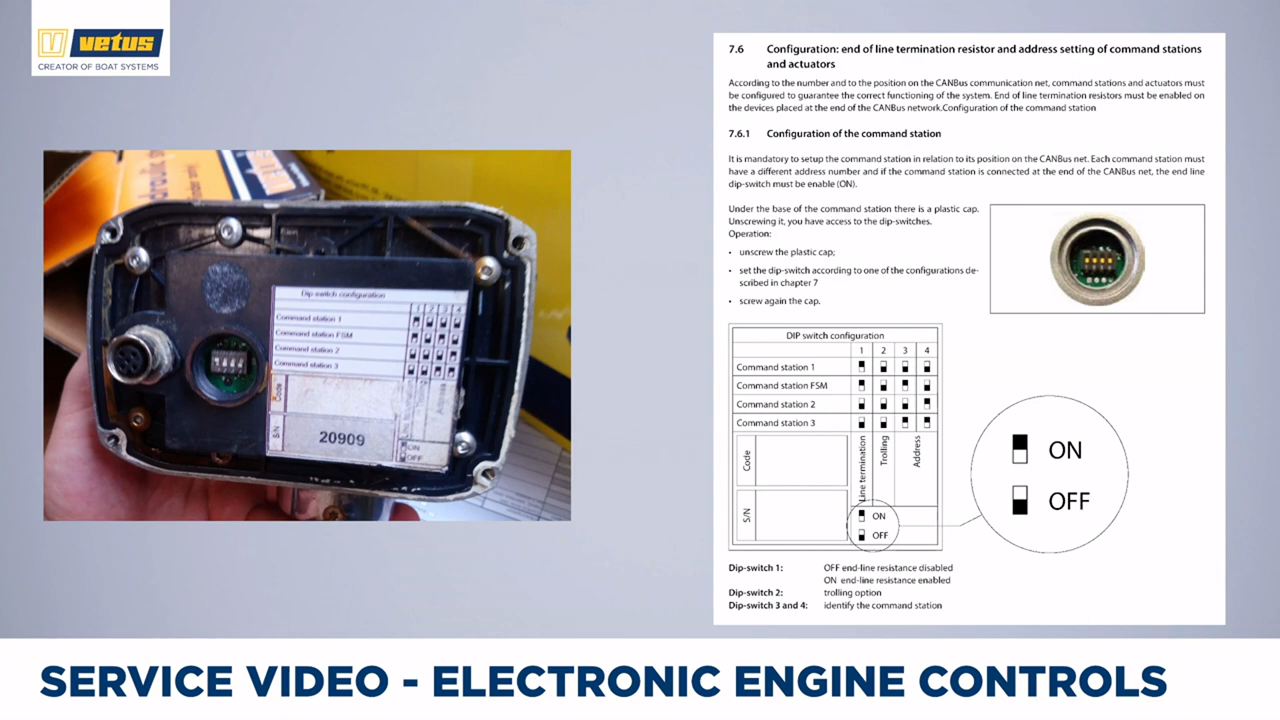 vetus
CREATOR OF BOAT SYSTEMS
Dip switch configuration
1 2 3 4
Command station 1
Command station FSM
Command station 2
Command station 3
Code
S/N
20909
ON
OFF
7.6 Configuration: end of line termination resistor and address setting of command stations
and actuators
According to the number and to the position on the CANBus communication net, command stations and actuators must
be configured to guarantee the correct functioning of the system. End of line termination resistors must be enabled on
the devices placed at the end of the CANBus network.Configuration of the command station
7.6.1 Configuration of the command station
It is mandatory to setup the command station in relation to its position on the CANBus net. Each command station must
have a different address number and if the command station is connected at the end of the CANBus net, the end line
dip-switch must be enable (ON).
Under the base of the command station there is a plastic cap.
Unscrewing it, you have access to the dip-switches.
Operation:
• unscrew the plastic cap;
• set the dip-switch according to one of the configurations de-
scribed in chapter 7
• screw again the cap.
DIP switch configuration
1 2 3 4
Command station 1
Command station FSM
Command station 2
Command station 3
Code
S/N
Line termination
Trolling
Address
ON
OFF
ON
OFF
Dip-switch 1: OFF end-line resistance disabled
ON end-line resistance enabled
Dip-switch 2: trolling option
Dip-switch 3 and 4: identify the command station
SERVICE VIDEO - ELECTRONIC ENGINE CONTROLS